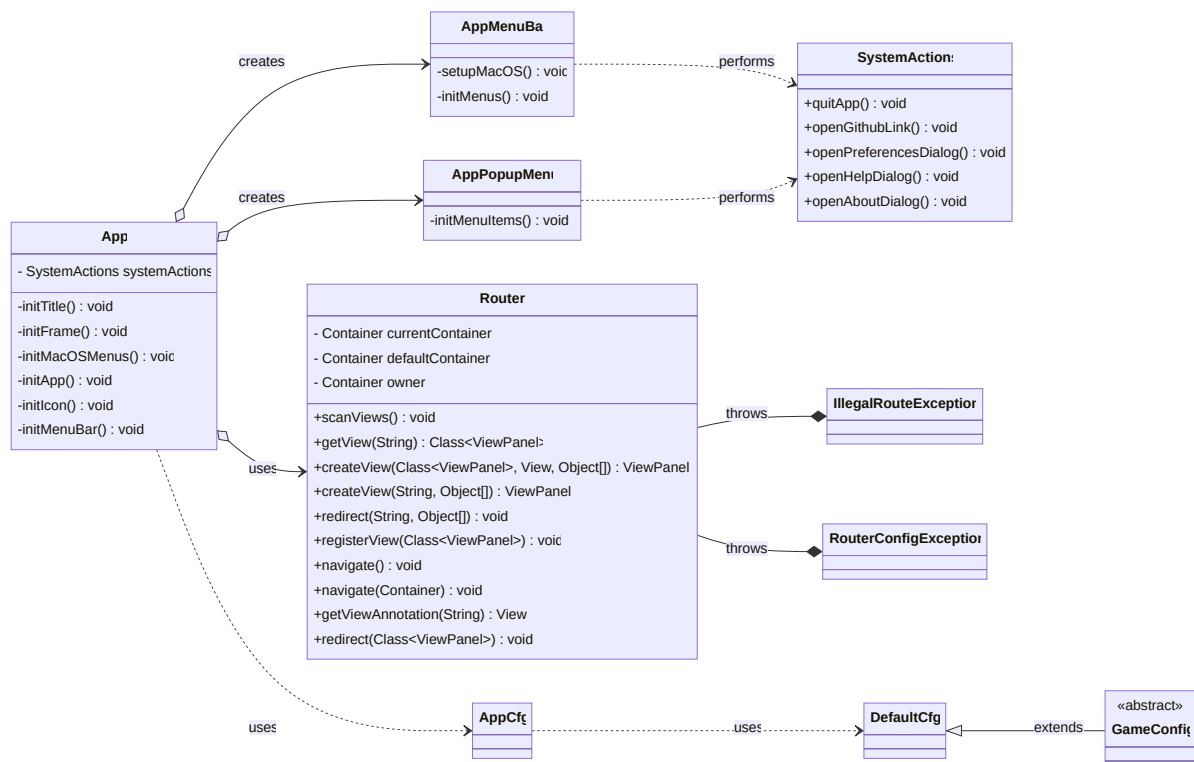 AppMenuBa
-setupMacOS() : void
-initMenus() : void
creates
performs
SystemActions
+quitApp() : void
+openGithubLink() : void
+openPreferencesDialog() : void
+openHelpDialog() : void
+openAboutDialog() : void
AppPopupMenu
-initMenuItems() : void
creates
performs
App
- SystemActions systemActions
-initTitle() : void
-initFrame() : void
-initMacOSMenus() : void
-initApp() : void
-initIcon() : void
-initMenuBar() : void
uses
Router
- Container currentContainer
- Container defaultContainer
- Container owner
+scanViews() : void
+getView(String) : Class<ViewPanel>
+createView(Class<ViewPanel>, View, Object[]) : ViewPanel
+createView(String, Object[]) : ViewPanel
+redirect(String, Object[]) : void
+registerView(Class<ViewPanel>) : void
+navigate() : void
+navigate(Container) : void
+getViewAnnotation(String) : View
+redirect(Class<ViewPanel>) : void
throws
IllegalRouteException
throws
RouterConfigException
uses
AppCfg
uses
DefaultCfg
extends
«abstract»
GameConfig